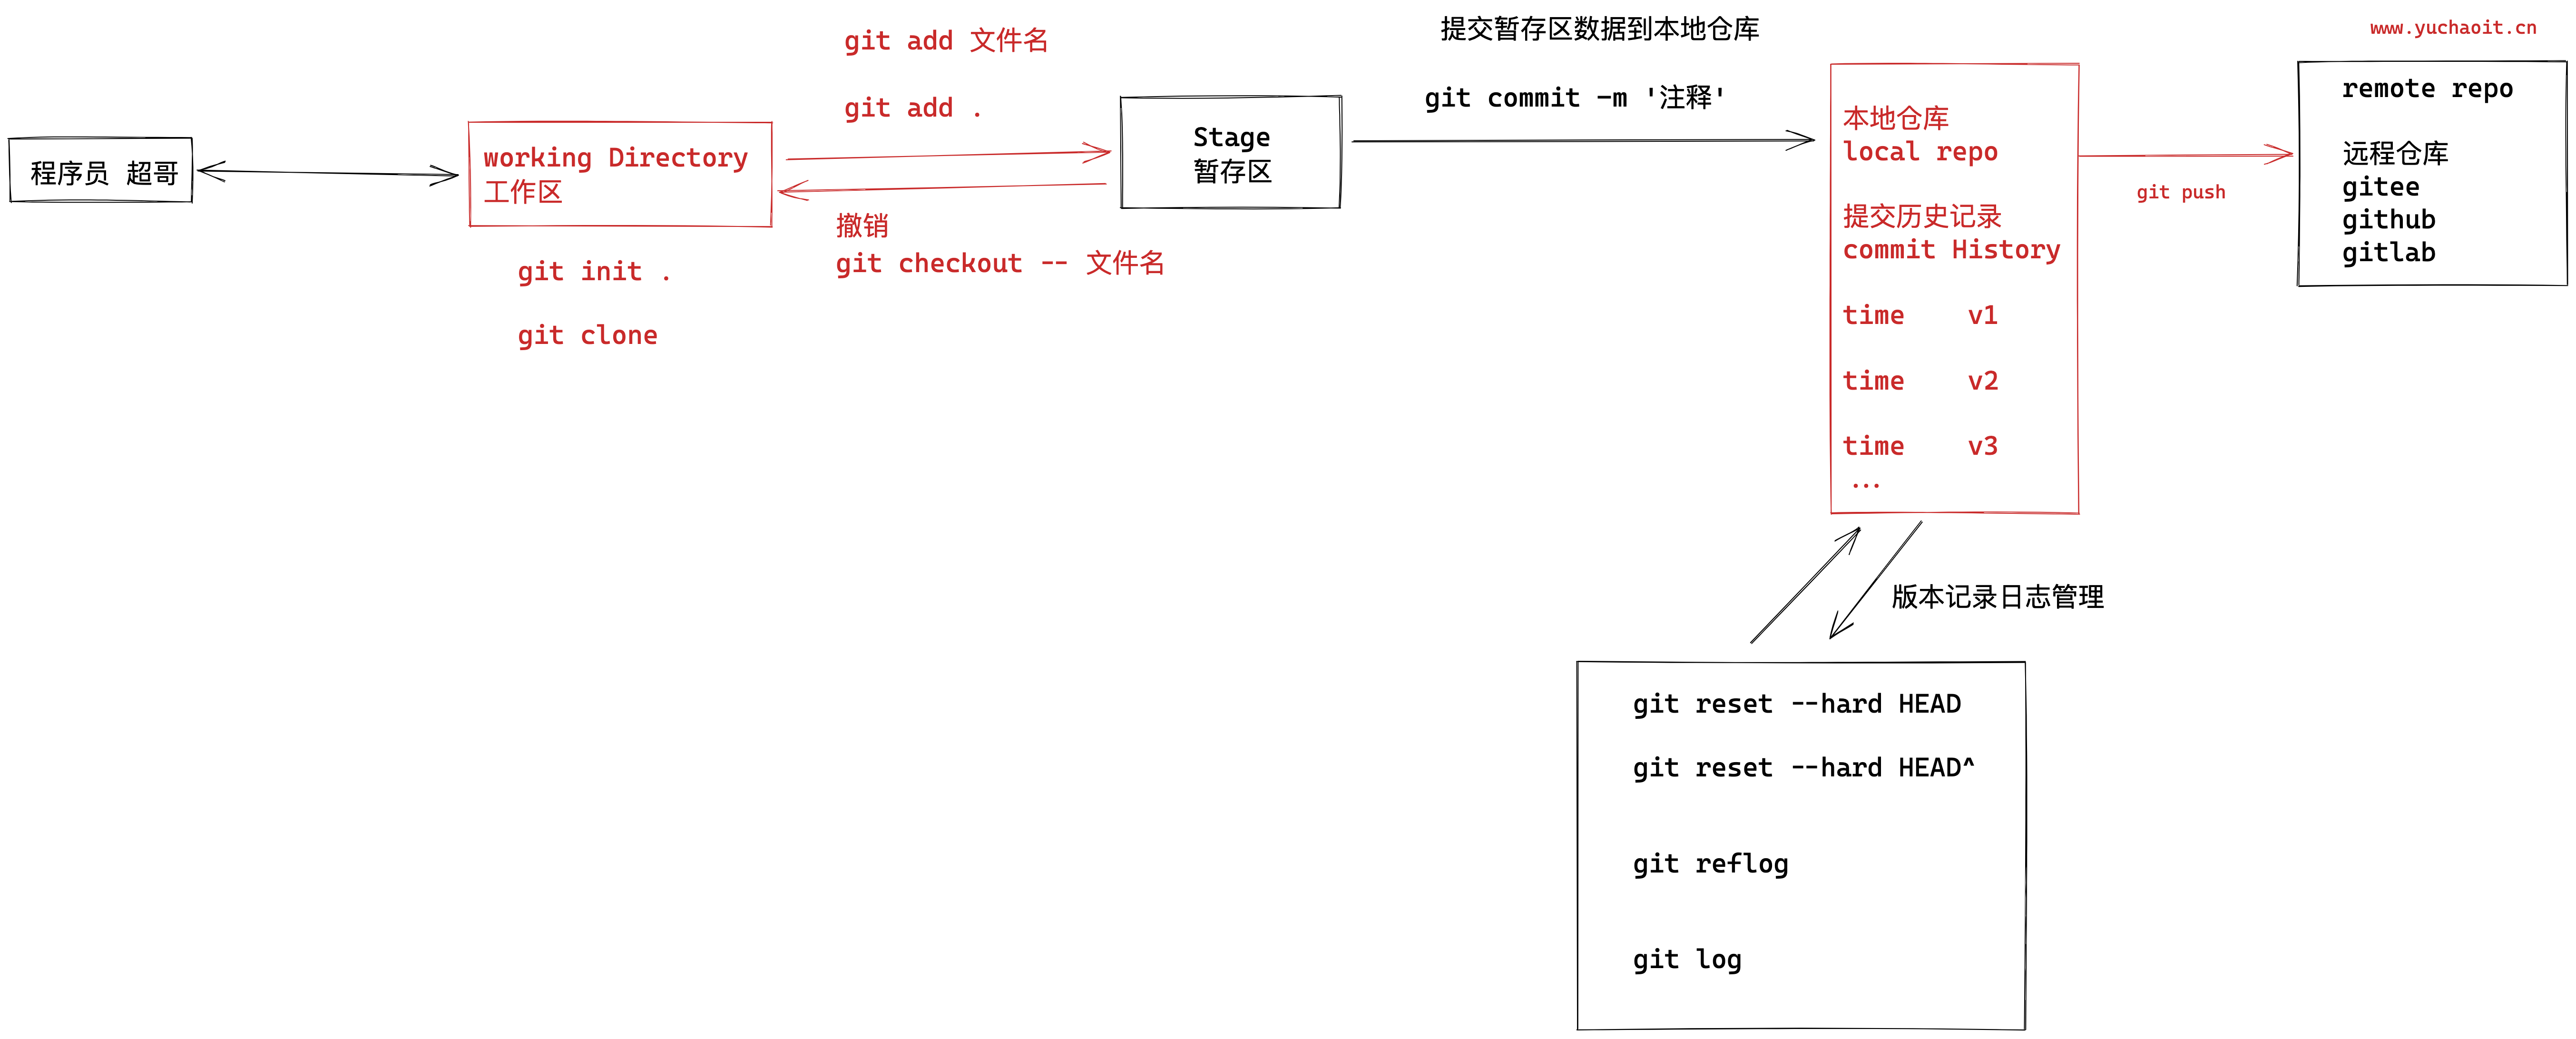 程序员 超哥
working Directory
工作区
git init .
git clone
git add 文件名
git add .
撤销
git checkout -- 文件名
Stage
暂存区
提交暂存区数据到本地仓库
git commit -m '注释'
本地仓库
local repo
提交历史记录
commit History
time v1
time v2
time v3
...
git push
www.yuchaoit.cn
remote repo
远程仓库
gitee
github
gitlab
版本记录日志管理
git reset --hard HEAD
git reset --hard HEAD^
git reflog
git log